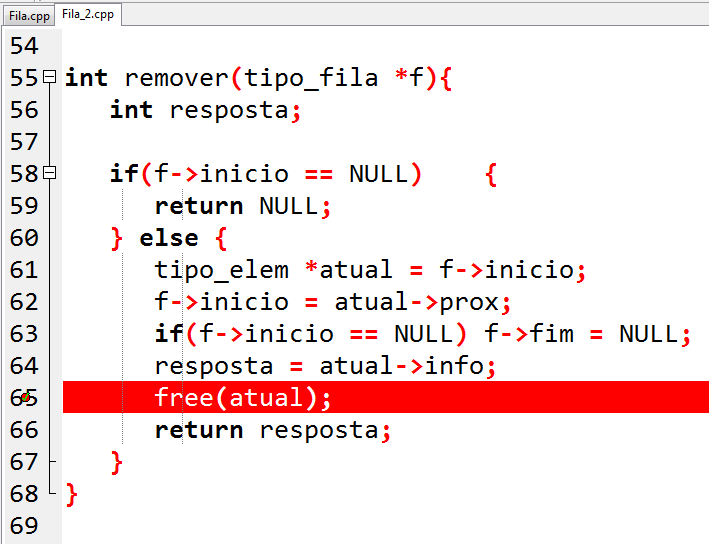 Fila.cpp Fila_2.cpp
54
55 int remover(tipo_fila *f){
56 int resposta;
57
58 if(f->inicio == NULL) {
59 return NULL;
60 } else {
61 tipo_elem *atual = f->inicio;
62 f->inicio = atual->prox;
63 if(f->inicio == NULL) f->fim = NULL;
64 resposta = atual->info;
65 free(atual);
66 return resposta;
67 }
68 }
69